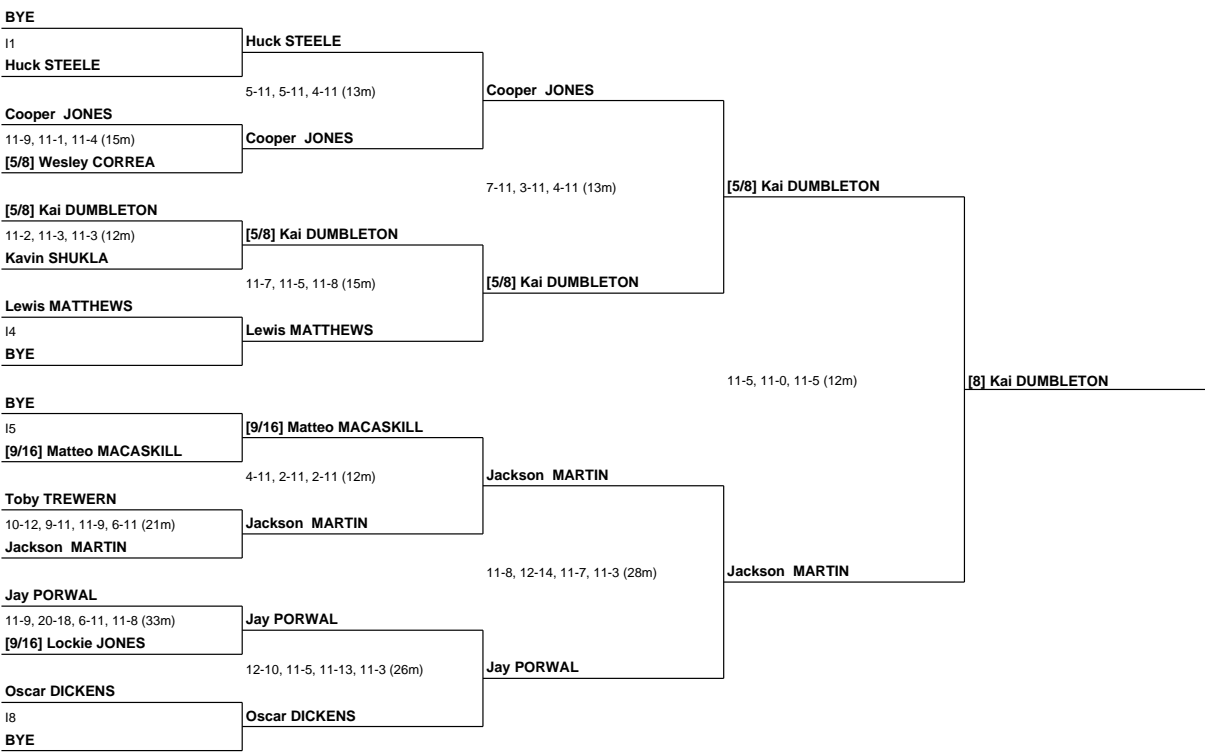 BYE
I1
Huck STEELE
Cooper  JONES
11-9, 11-1, 11-4 (15m)
[5/8] Wesley CORREA
[5/8] Kai DUMBLETON
11-2, 11-3, 11-3 (12m)
Kavin SHUKLA
Lewis MATTHEWS
I4
BYE
BYE
I5
[9/16] Matteo MACASKILL
Toby TREWERN
10-12, 9-11, 11-9, 6-11 (21m)
Jackson  MARTIN
Jay PORWAL
11-9, 20-18, 6-11, 11-8 (33m)
[9/16] Lockie JONES
Oscar DICKENS
I8
BYE
Huck STEELE
5-11, 5-11, 4-11 (13m)
Cooper  JONES
[5/8] Kai DUMBLETON
11-7, 11-5, 11-8 (15m)
Lewis MATTHEWS
[9/16] Matteo MACASKILL
4-11, 2-11, 2-11 (12m)
Jackson  MARTIN
Jay PORWAL
12-10, 11-5, 11-13, 11-3 (26m)
Oscar DICKENS
Cooper  JONES
7-11, 3-11, 4-11 (13m)
[5/8] Kai DUMBLETON
Jackson  MARTIN
11-8, 12-14, 11-7, 11-3 (28m)
Jay PORWAL
[5/8] Kai DUMBLETON
11-5, 11-0, 11-5 (12m)
Jackson  MARTIN
[8] Kai DUMBLETON